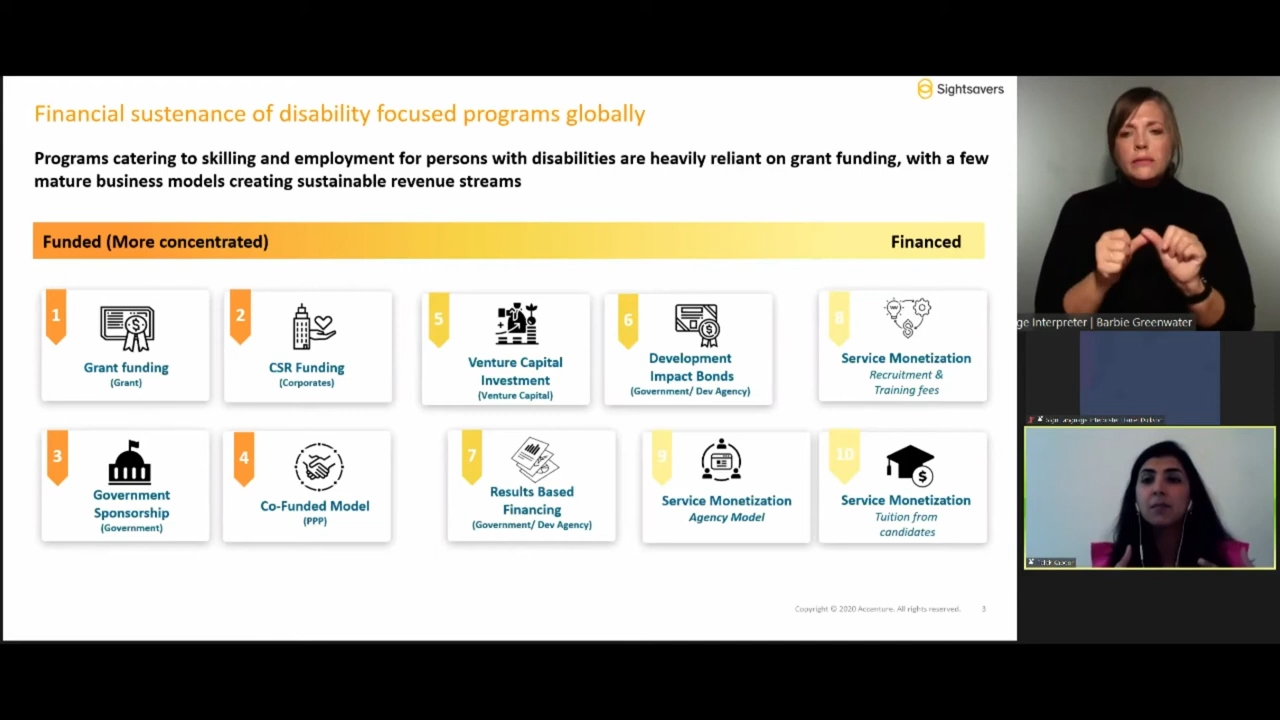 Sightsavers
Financial sustenance of disability focused programs globally
Programs catering to skilling and employment for persons with disabilities are heavily reliant on grant funding, with a few
mature business models creating sustainable revenue streams
Funded (More concentrated)
Financed
1
Grant funding
(Grant)
2
CSR Funding
(Corporates)
5
Venture Capital
Investment
(Venture Capital)
6
Development
Impact Bonds
(Government/ Dev Agency)
8
Service Monetization
Recruitment &
Training fees
3
Government
Sponsorship
(Government)
4
Co-Funded Model
(PPP)
7
Results Based
Financing
(Government/ Dev Agency)
9
Service Monetization
Agency Model
10
Service Monetization
Tuition from
candidates
Copyright © 2020 Accenture. All rights reserved.
3
ge Interpreter | Barbie Greenwater
Sign Language Interpreter